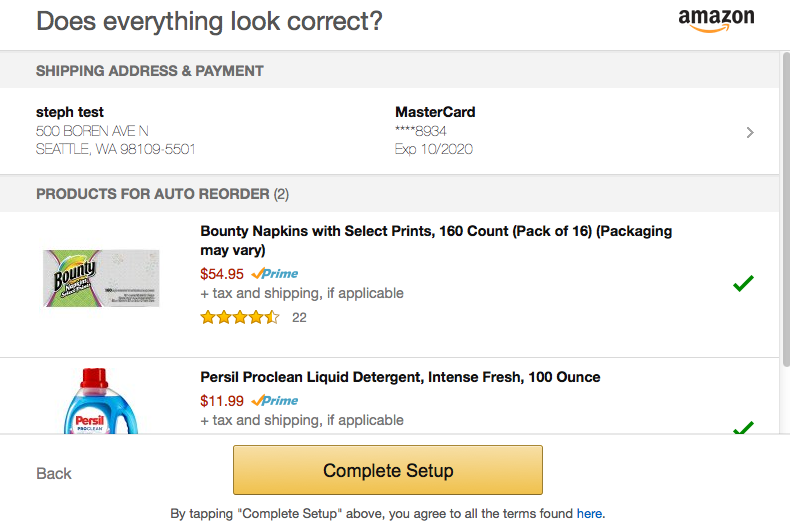 Does everything look correct?
amazon
SHIPPING ADDRESS & PAYMENT
steph test
500 BOREN AVE N
SEATTLE, WA 98109-5501
MasterCard
****8934
Exp 10/2020
PRODUCTS FOR AUTO REORDER (2)
Bounty
Bounty Napkins with Select Prints, 160 Count (Pack of 16) (Packaging
may vary)
$54.95 Prime
+ tax and shipping, if applicable
22
Persil
PROCLEAN
Persil Proclean Liquid Detergent, Intense Fresh, 100 Ounce
$11.99 Prime
+ tax and shipping, if applicable
Back
Complete Setup
By tapping "Complete Setup" above, you agree to all the terms found here.